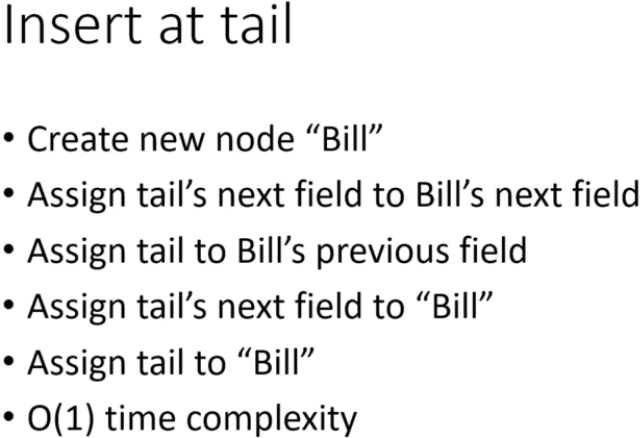 Insert at tail
• Create new node “Bill”
• Assign tail’s next field to Bill’s next field
• Assign tail to Bill’s previous field
• Assign tail’s next field to “Bill”
• Assign tail to “Bill”
• O(1) time complexity